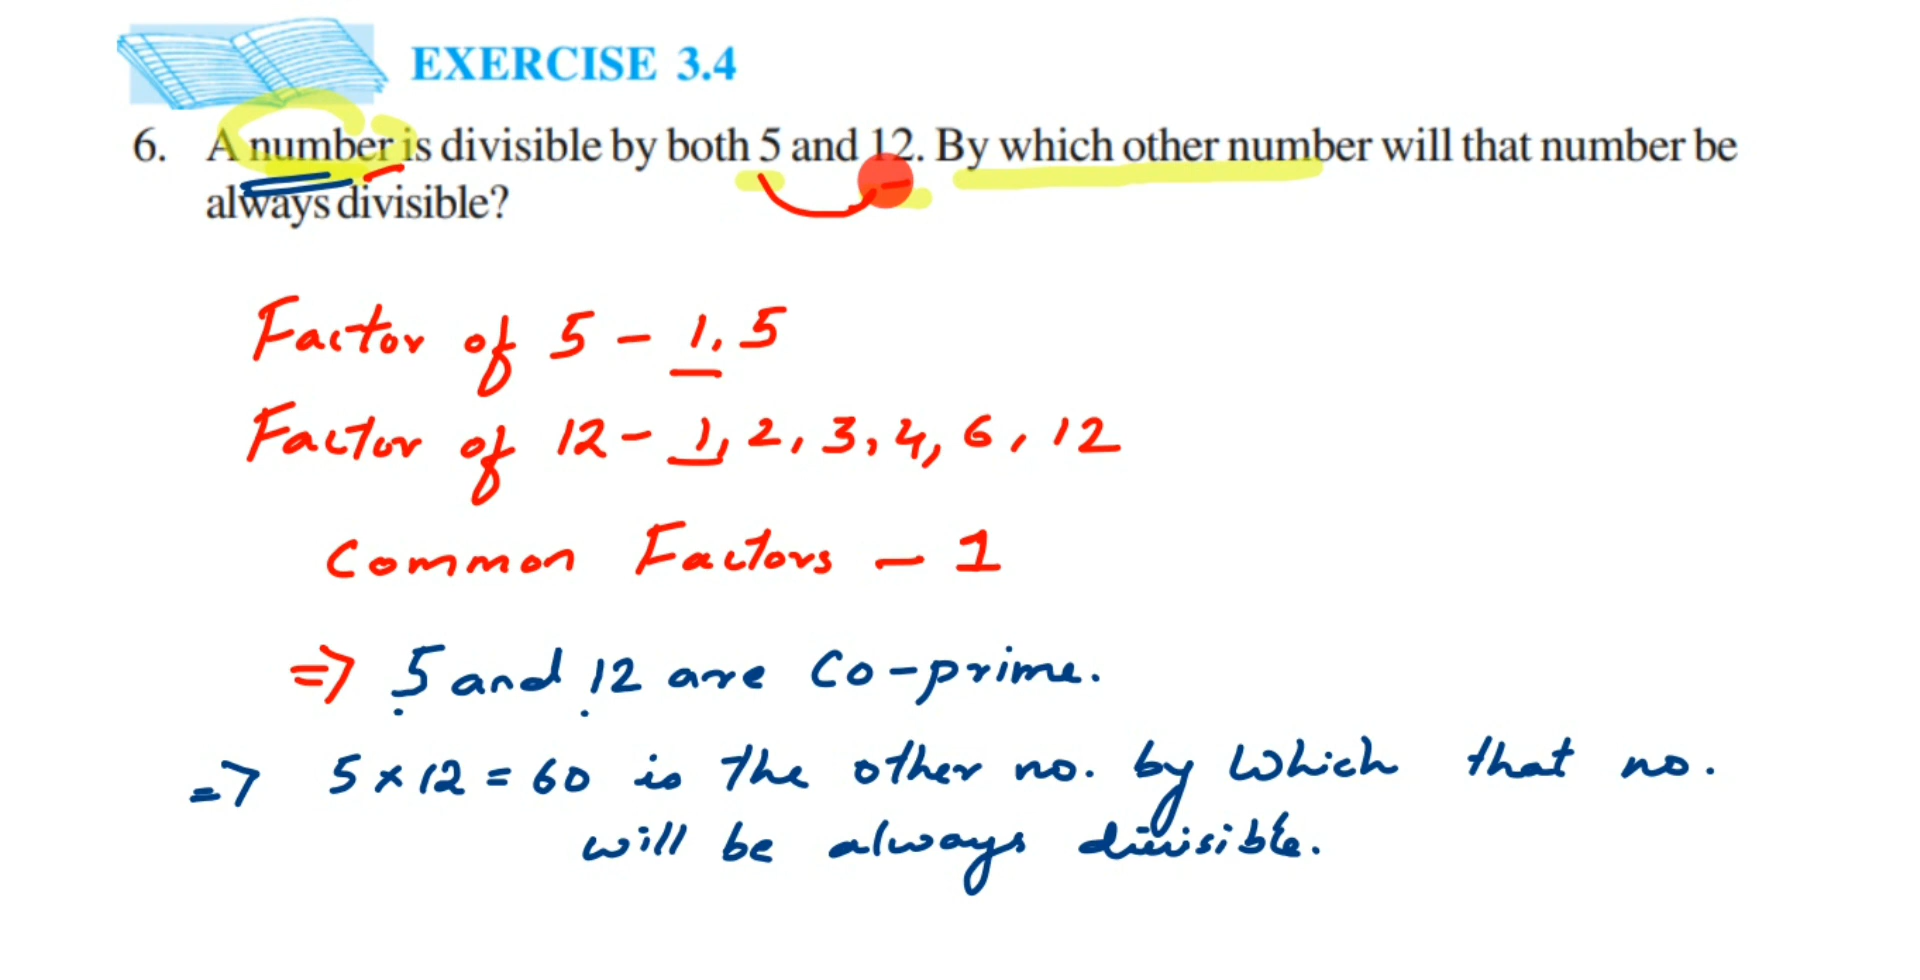 EXERCISE 3.4
6. A number is divisible by both 5 and 12. By which other number will that number be
always divisible?
Factor of 5 - 1, 5
Factor of 12 - 1, 2, 3, 4, 6, 12
Common Factors - 1
=> 5 and 12 are Co-prime.
=> 5 × 12 = 60 is the other no. by which that no.
will be always divisible.